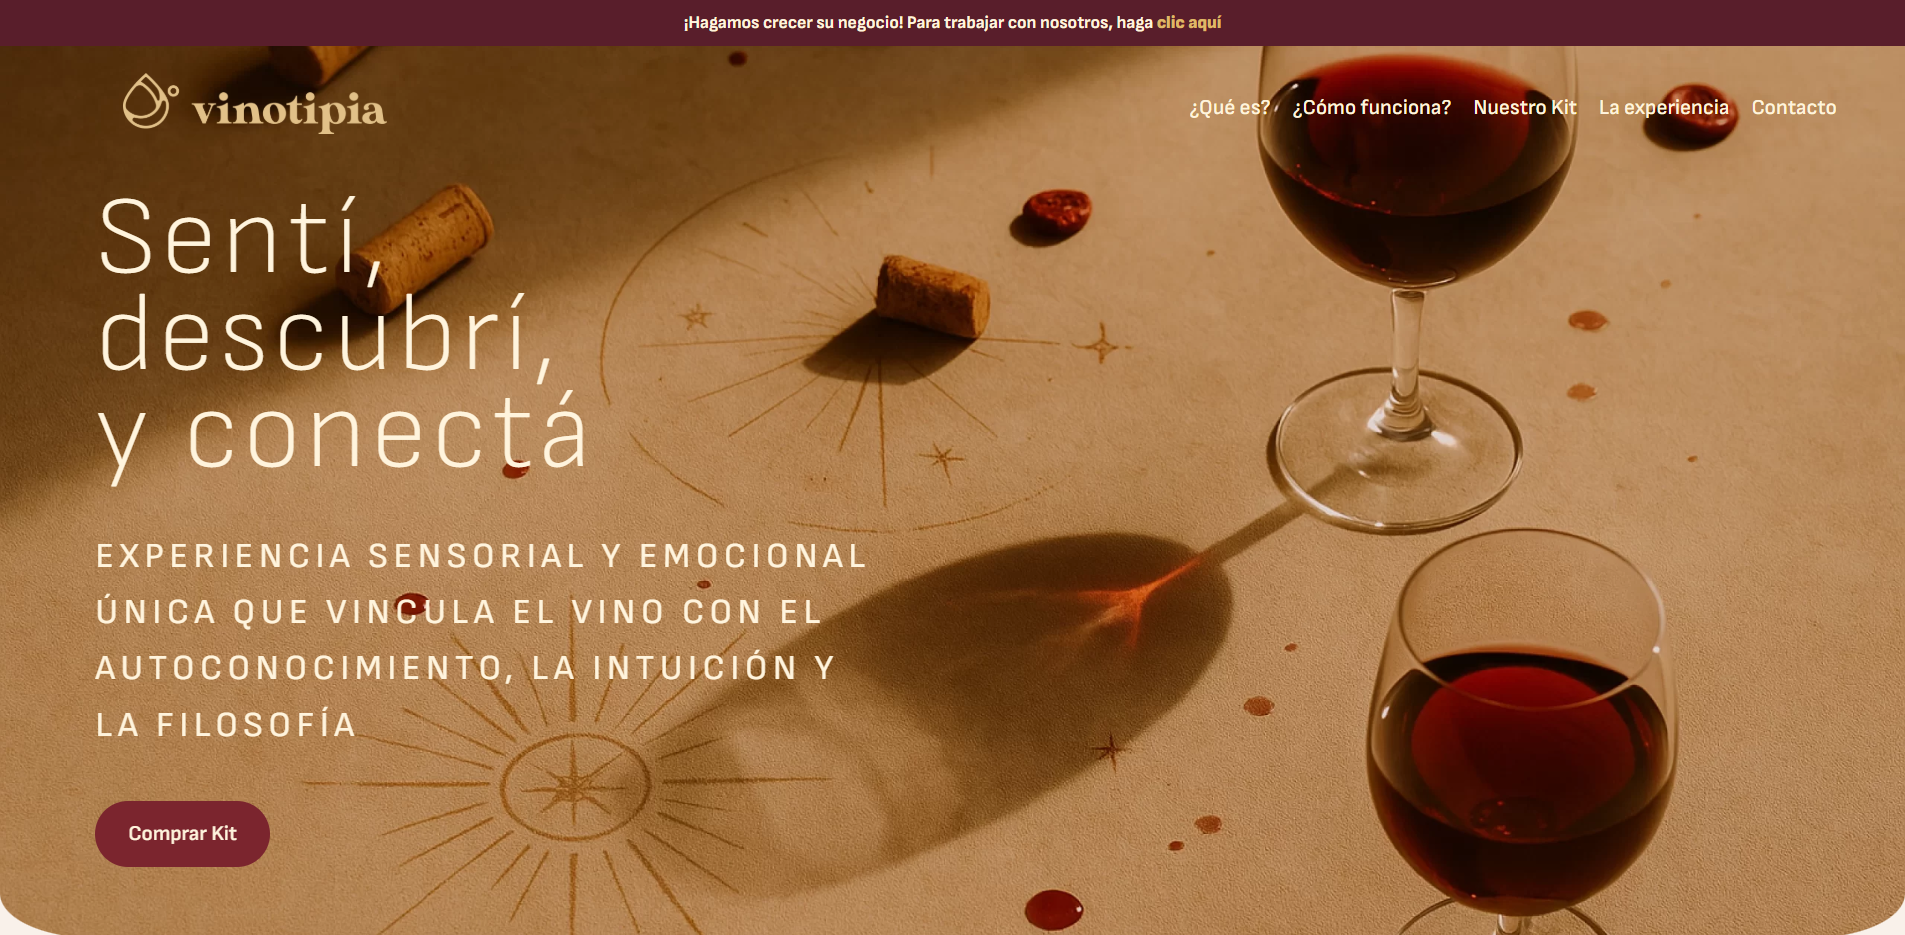 ¡Hagamos crecer su negocio! Para trabajar con nosotros, haga clic aquí
vinotipia
¿Qué es? ¿Cómo funciona? Nuestro Kit La experiencia Contacto
Sentí,
descubrí,
y conectá
EXPERIENCIA SENSORIAL Y EMOCIONAL
ÚNICA QUE VINCULA EL VINO CON EL
AUTOCONOCIMIENTO, LA INTUICIÓN Y
LA FILOSOFÍA
Comprar Kit